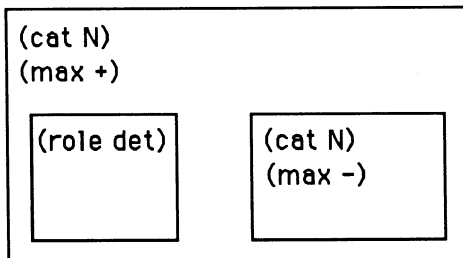 (cat N)
(max +)
(role det)
(cat N)
(max -)